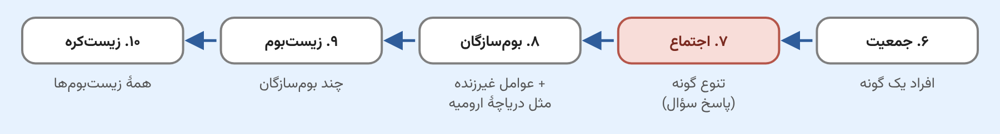 ۶. جمعیت
افراد یک گونه
۷. اجتماع
تنوع گونه
(پاسخ سؤال)
۸. بوم‌سازگان
+ عوامل غیرزنده
مثل دریاچهٔ ارومیه
۹. زیست‌بوم
چند بوم‌سازگان
۱۰. زیست‌کره
همهٔ زیست‌بوم‌ها